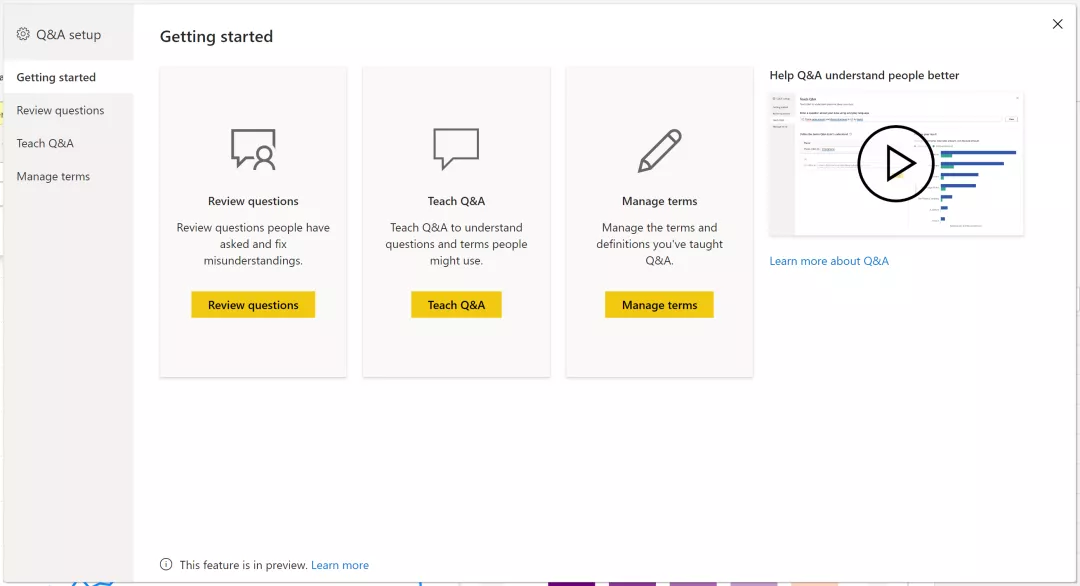 Q&A setup
Getting started
Review questions
Teach Q&A
Manage terms
Getting started
Review questions
Review questions people have
asked and fix
misunderstandings.
Review questions
Teach Q&A
Teach Q&A to understand
questions and terms people
might use.
Teach Q&A
Manage terms
Manage the terms and
definitions you've taught
Q&A.
Manage terms
Help Q&A understand people better
Teach Q&A
Learn more about Q&A
This feature is in preview. Learn more